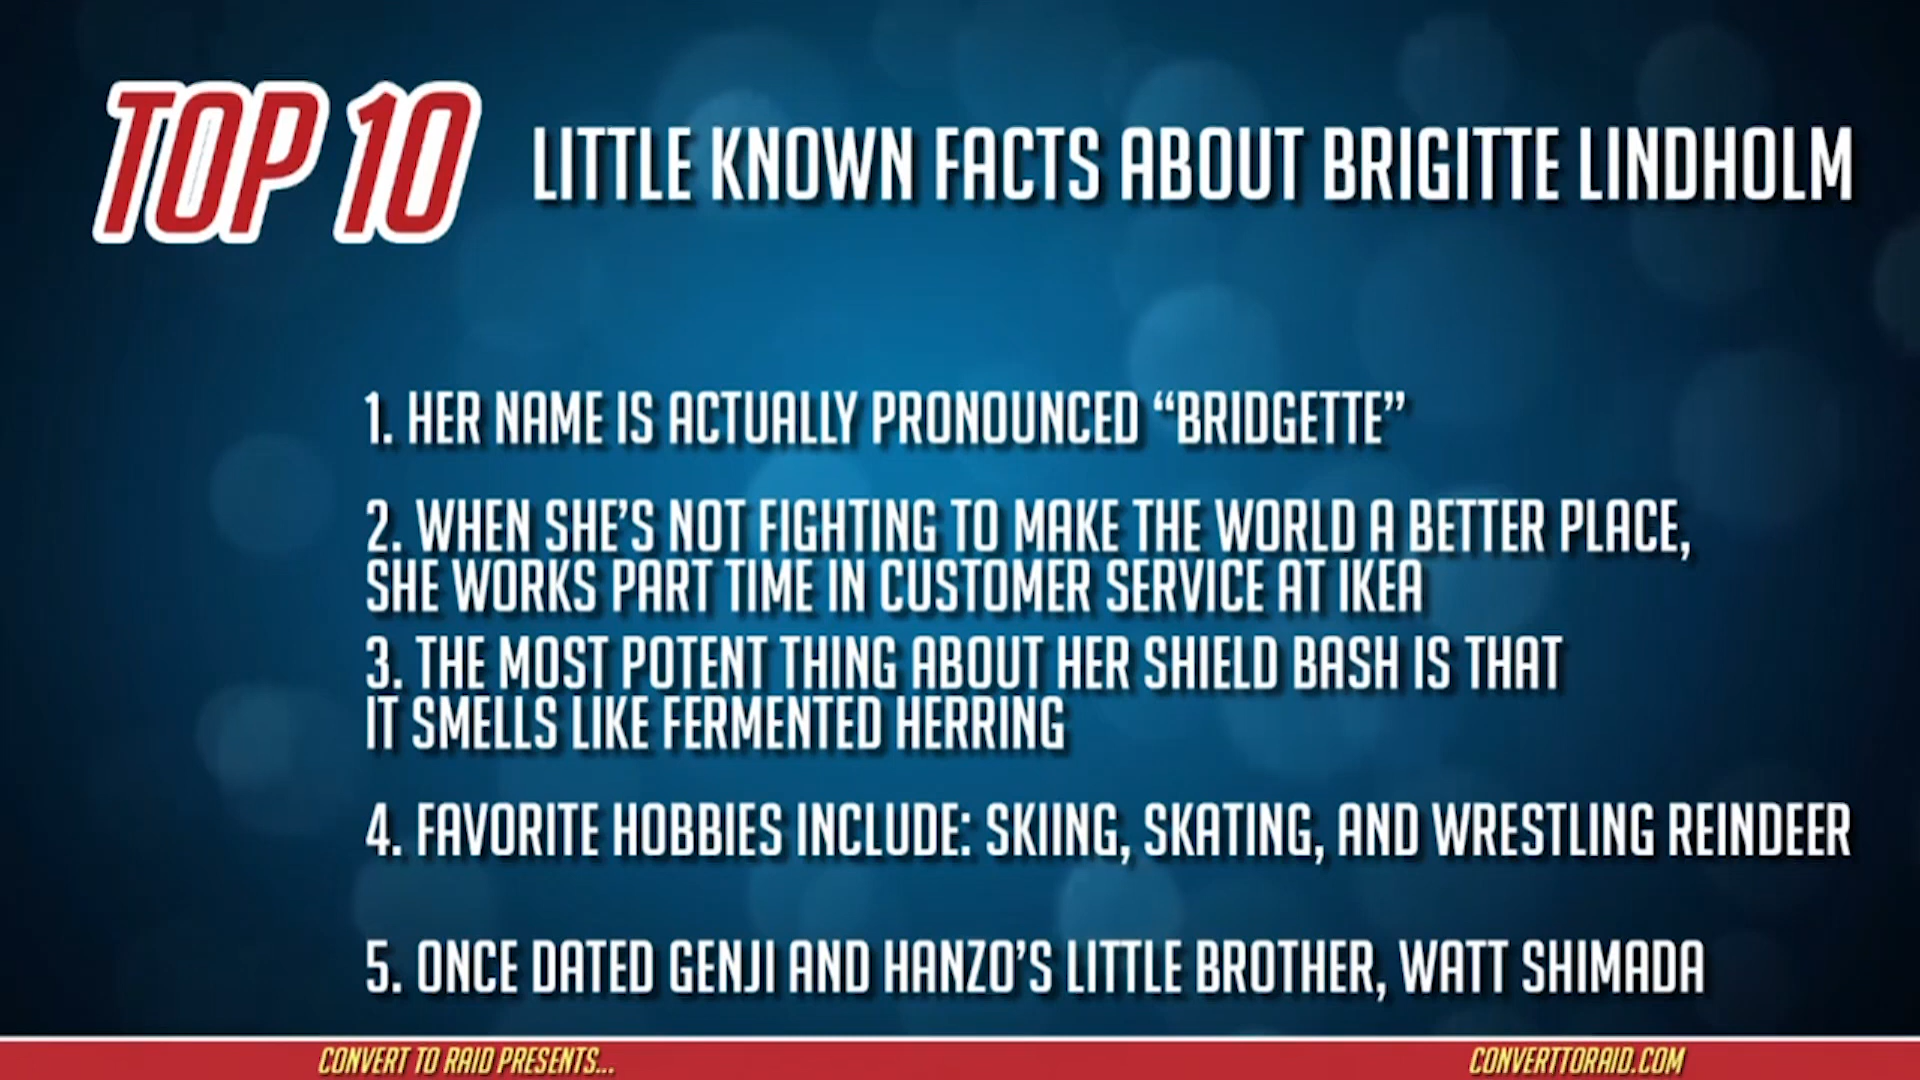 TOP 10
LITTLE KNOWN FACTS ABOUT BRIGITTE LINDHOLM
1. HER NAME IS ACTUALLY PRONOUNCED “BRIDGETTE”
2. WHEN SHE’S NOT FIGHTING TO MAKE THE WORLD A BETTER PLACE,
SHE WORKS PART TIME IN CUSTOMER SERVICE AT IKEA
3. THE MOST POTENT THING ABOUT HER SHIELD BASH IS THAT
IT SMELLS LIKE FERMENTED HERRING
4. FAVORITE HOBBIES INCLUDE: SKIING, SKATING, AND WRESTLING REINDEER
5. ONCE DATED GENJI AND HANZO’S LITTLE BROTHER, WATT SHIMADA
CONVERT TO RAID PRESENTS...
CONVERTTORAID.COM